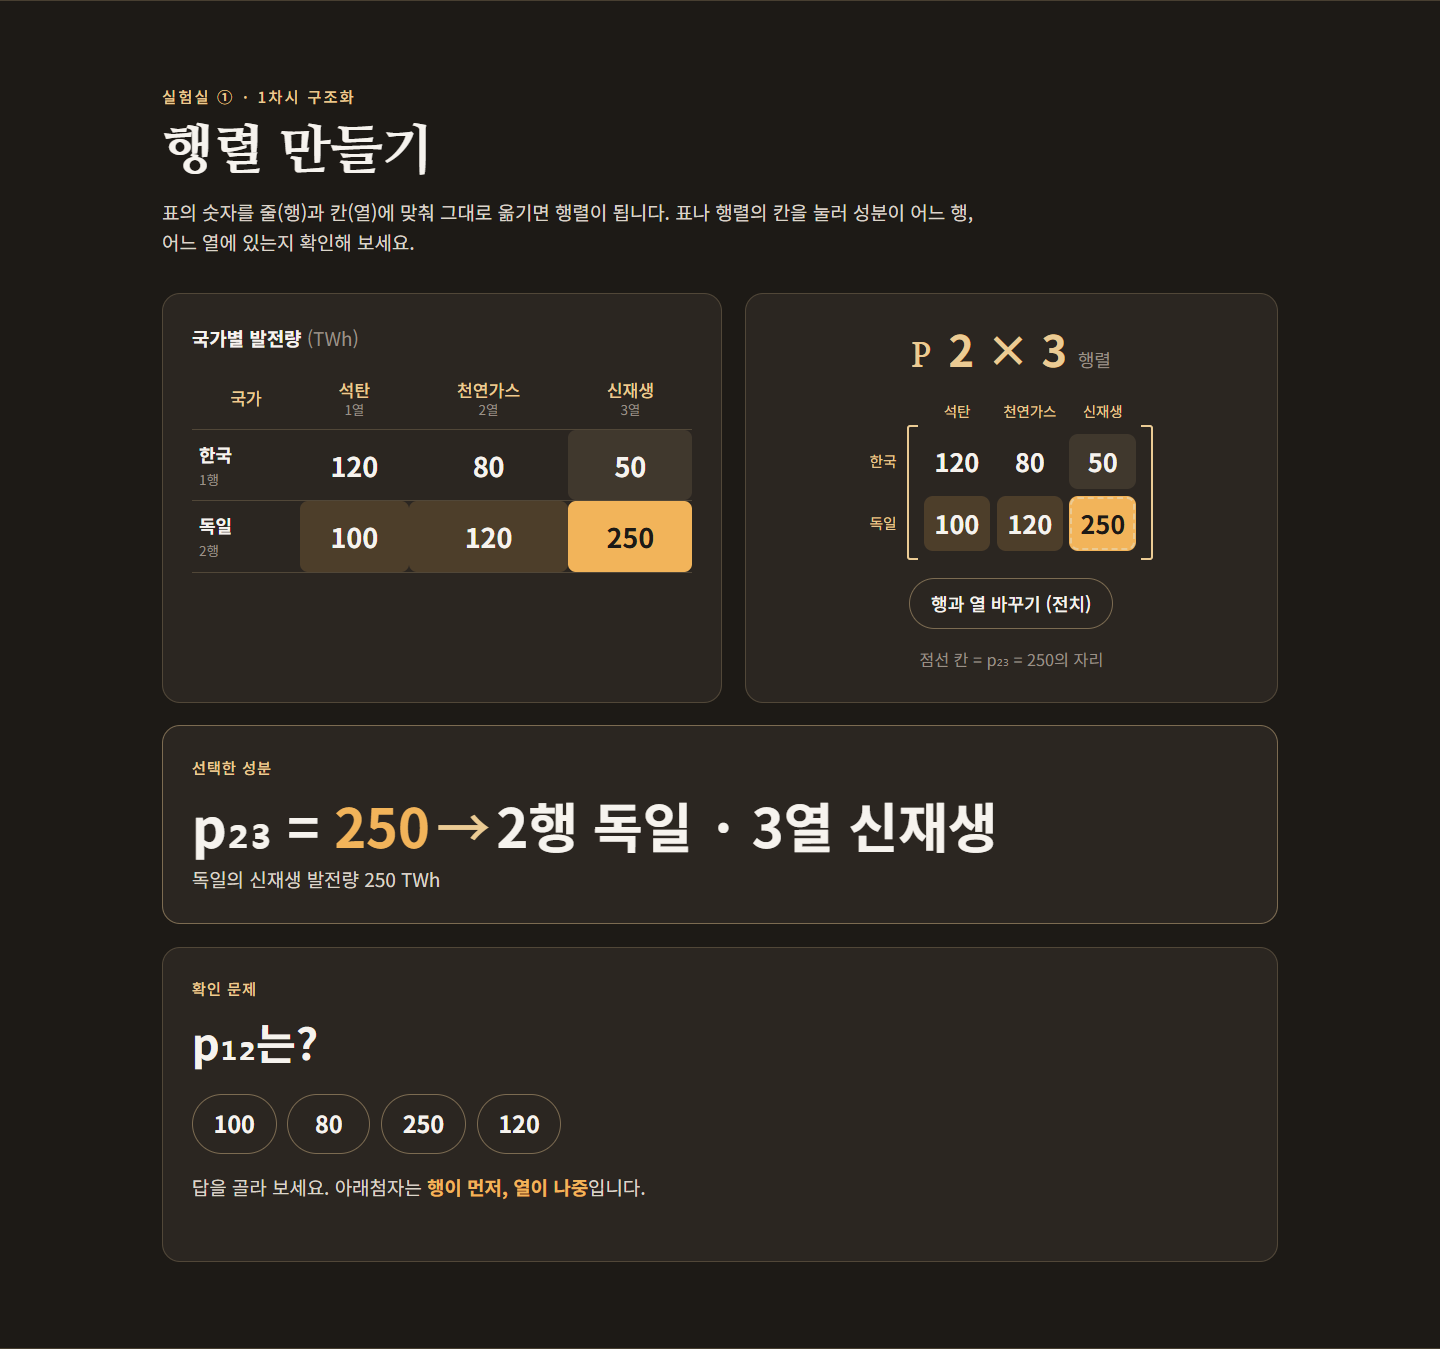 실험실 ① · 1차시 구조화
행렬 만들기
표의 숫자를 줄(행)과 칸(열)에 맞춰 그대로 옮기면 행렬이 됩니다. 표나 행렬의 칸을 눌러 성분이 어느 행,
어느 열에 있는지 확인해 보세요.
국가별 발전량 (TWh)
국가 석탄 천연가스 신재생
1열 2열 3열
한국 120 80 50
1행
독일 100 120 250
2행
P 2 × 3 행렬
석탄 천연가스 신재생
한국 120 80 50
독일 100 120 250
행과 열 바꾸기 (전치)
점선 칸 = p₂₃ = 250의 자리
선택한 성분
p₂₃ = 250→2행 독일 · 3열 신재생
독일의 신재생 발전량 250 TWh
확인 문제
p₁₂는?
100 80 250 120
답을 골라 보세요. 아래첨자는 행이 먼저, 열이 나중입니다.